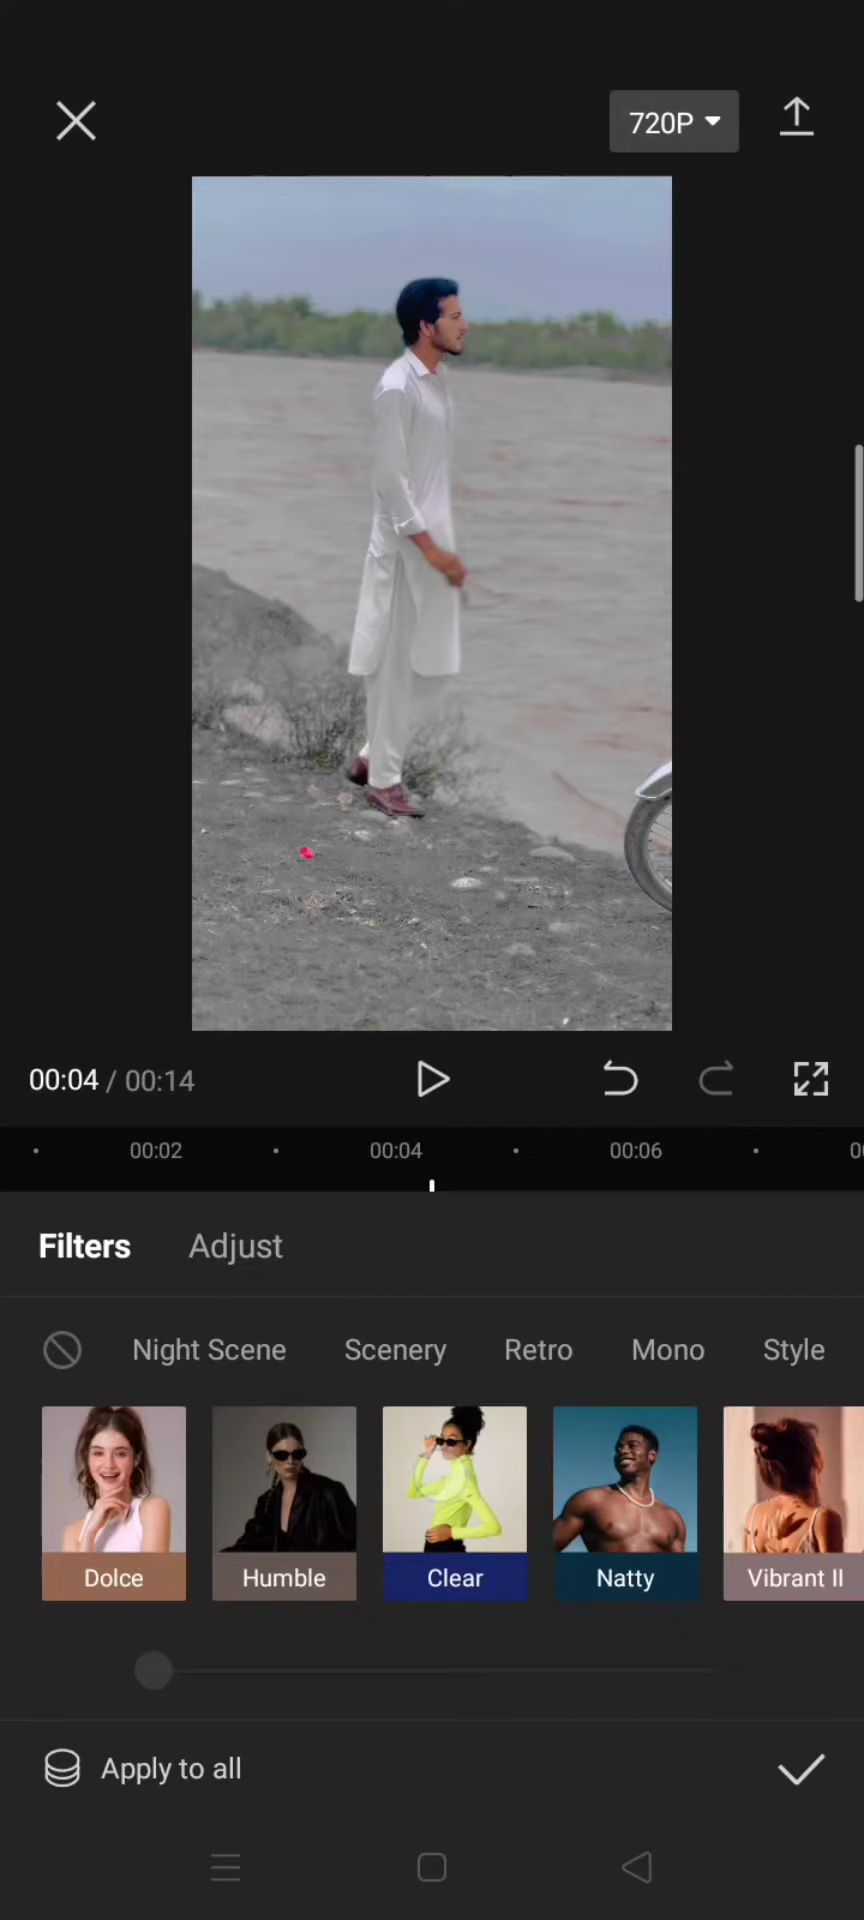 720P
00:04 / 00:14
00:02 00:04 00:06
Filters Adjust
Night Scene Scenery Retro Mono Style
Dolce Humble Clear Natty Vibrant II
Apply to all